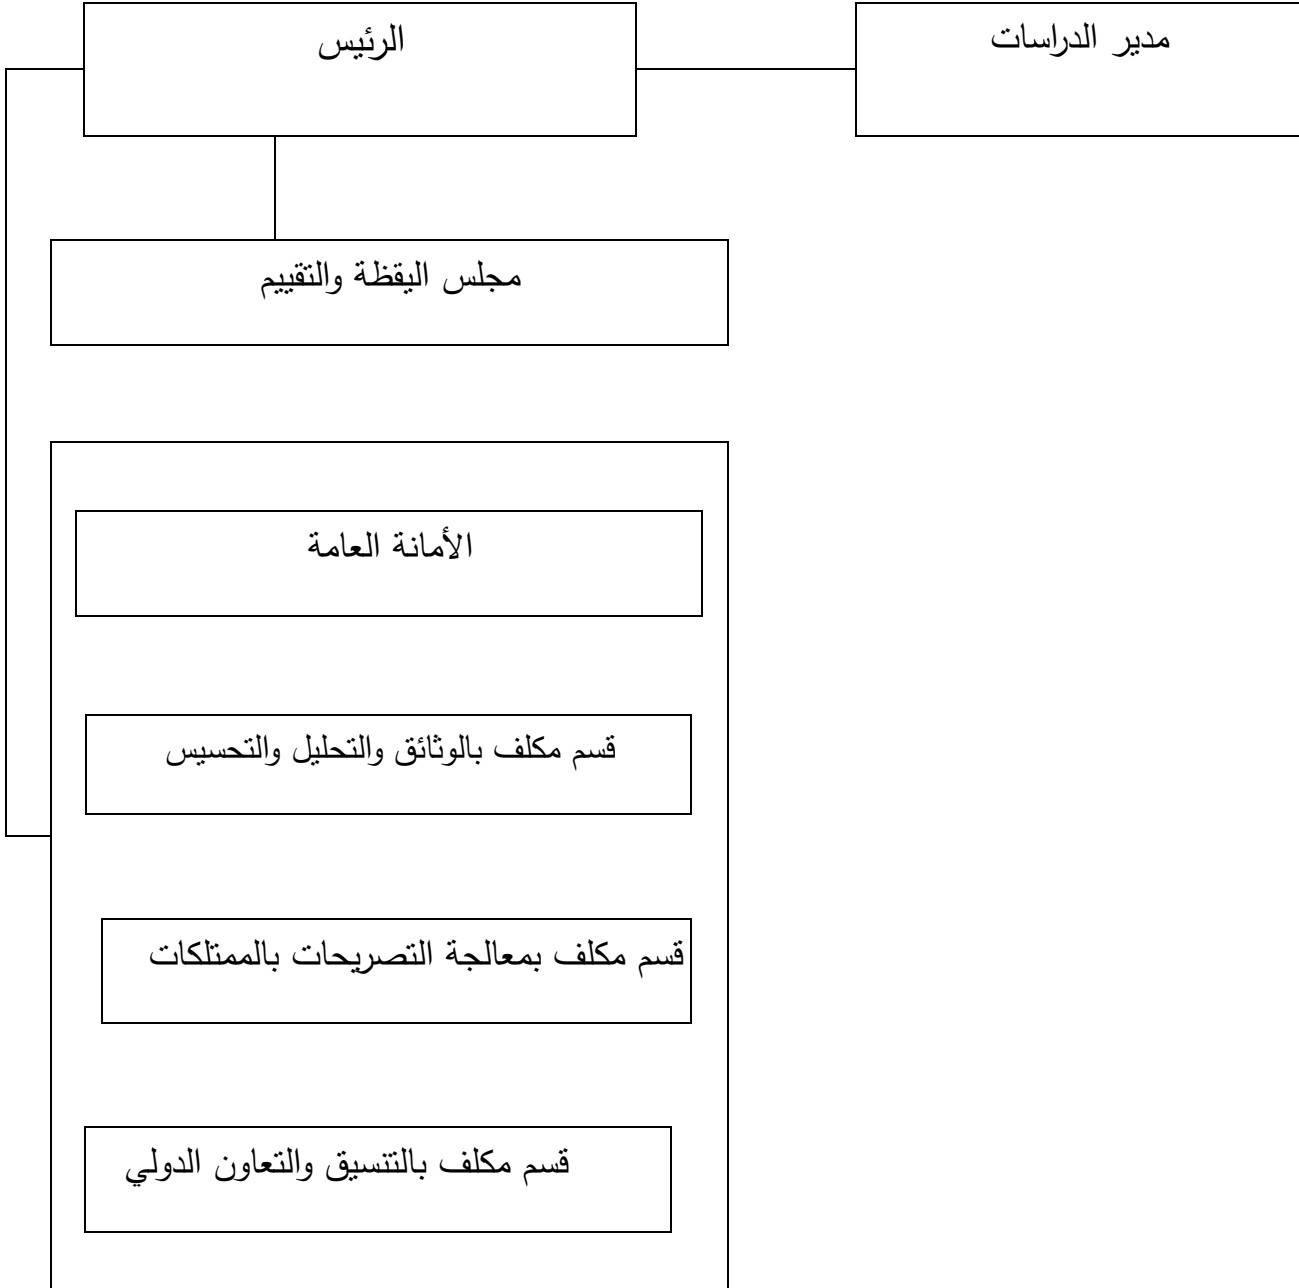 الرئيس
مدير الدراسات
مجلس اليقظة والتقييم
الأمانة العامة
قسم مكلف بالوثائق والتحليل والتحسيس
قسم مكلف بمعالجة التصريحات بالممتلكات
قسم مكلف بالتنسيق والتعاون الدولي